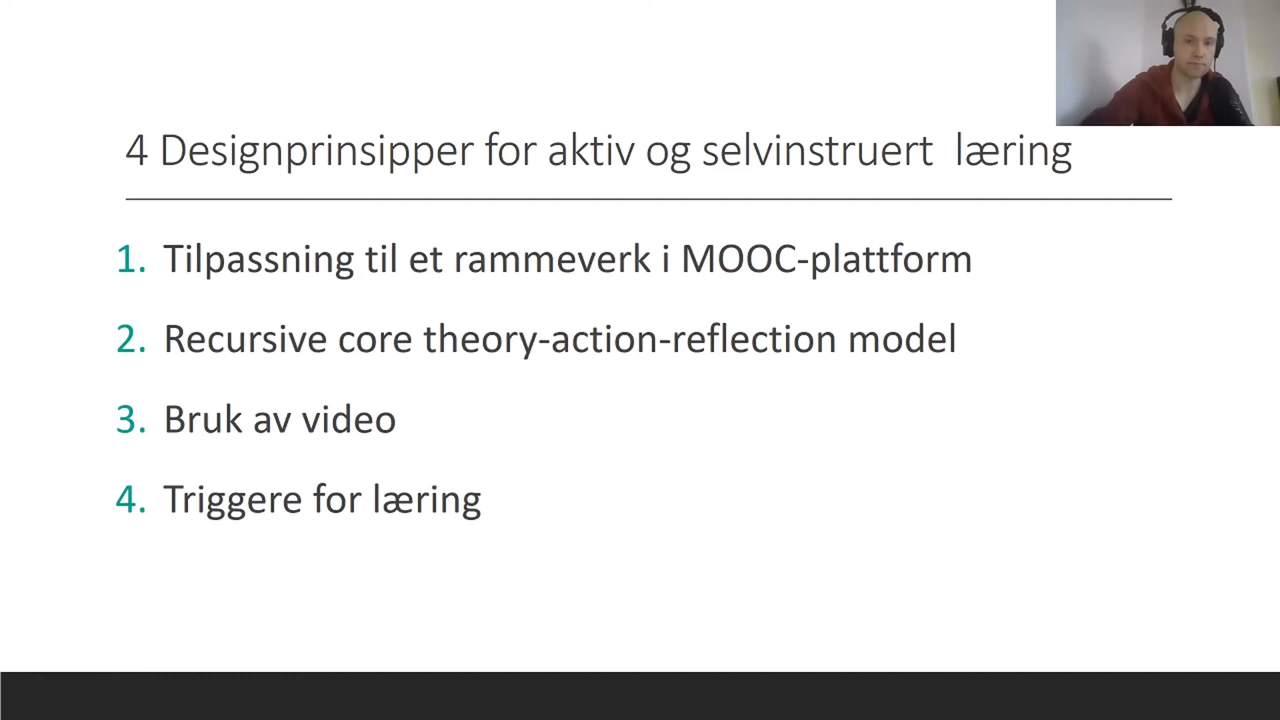 4 Designprinsipper for aktiv og selvinstruert læring
1. Tilpassning til et rammeverk i MOOC-plattform
2. Recursive core theory-action-reflection model
3. Bruk av video
4. Triggere for læring